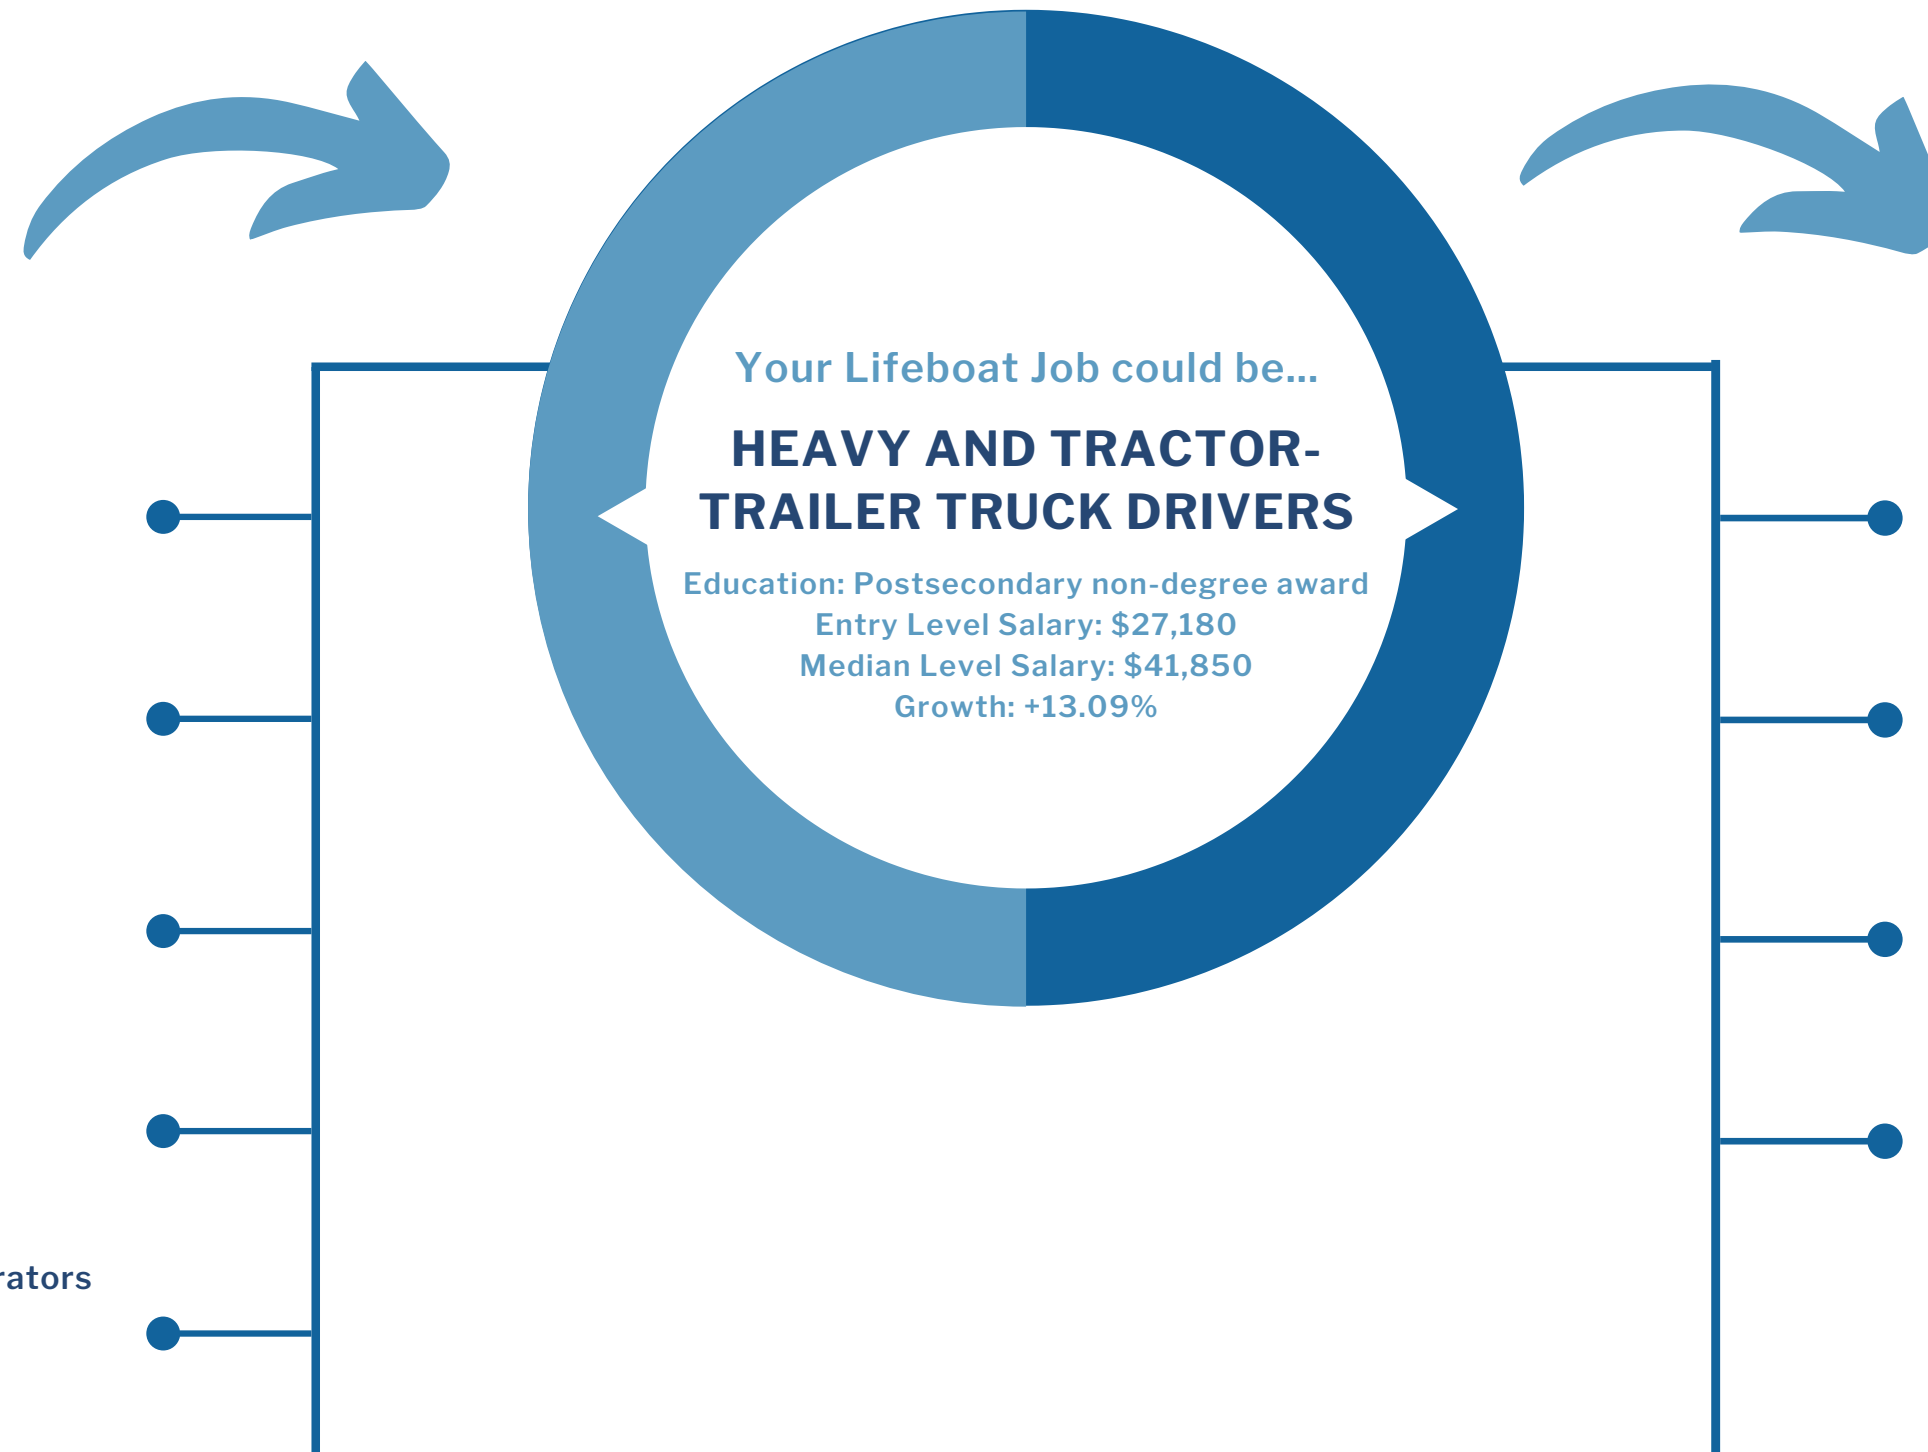 Your Lifeboat Job could be...
HEAVY AND TRACTOR-
TRAILER TRUCK DRIVERS
Education: Postsecondary non-degree award
Entry Level Salary: $27,180
Median Level Salary: $41,850
Growth: +13.09%
rators